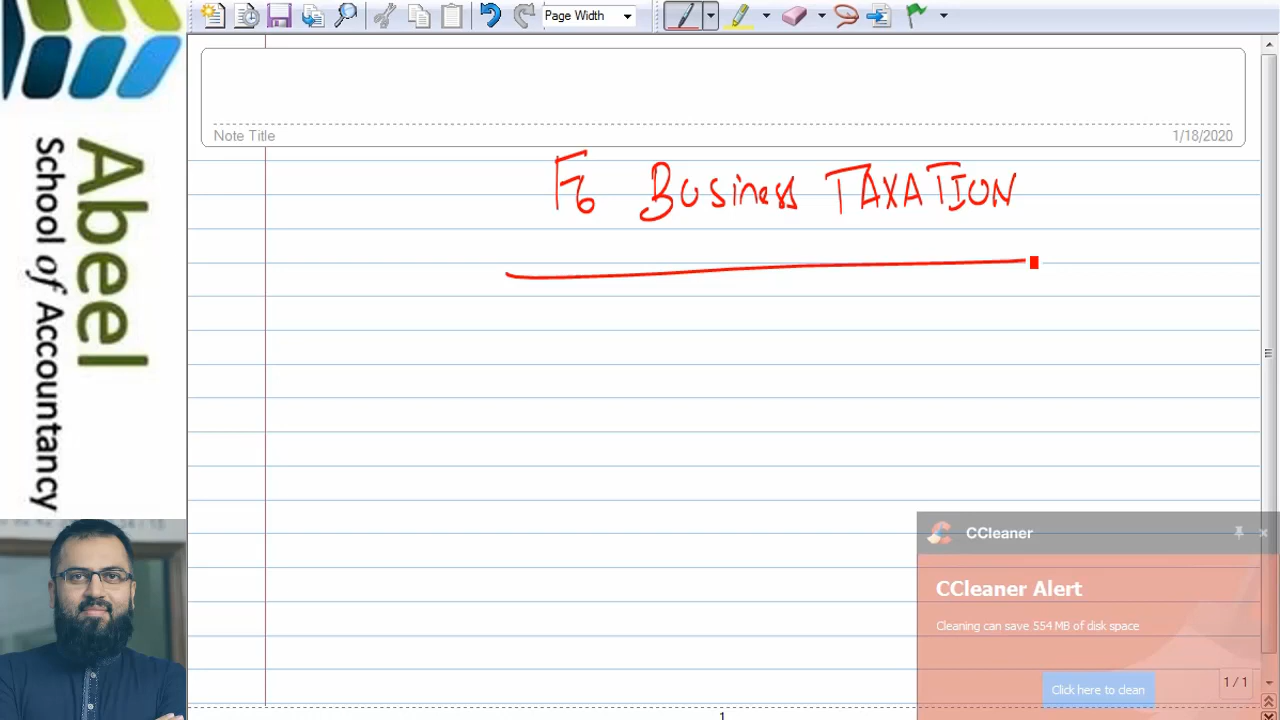 Page Width
Abeel
School of Accountancy
Note Title
1/18/2020
F6 Business TAXATION
CCleaner
CCleaner Alert
Cleaning can save 554 MB of disk space
Click here to clean
1 / 1
1